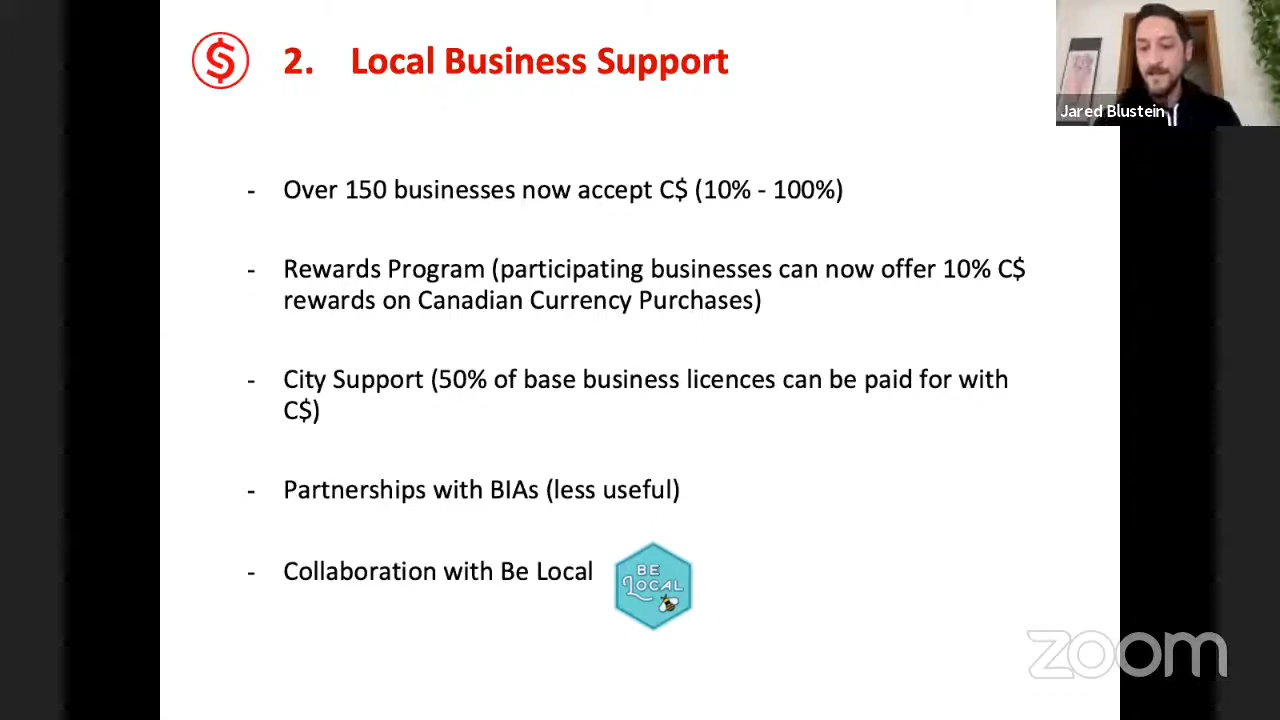 $ 2. Local Business Support
Jared Blustein
- Over 150 businesses now accept C$ (10% - 100%)
- Rewards Program (participating businesses can now offer 10% C$
rewards on Canadian Currency Purchases)
- City Support (50% of base business licences can be paid for with
C$)
- Partnerships with BIAs (less useful)
- Collaboration with Be Local
BE
LOCAL
zoom